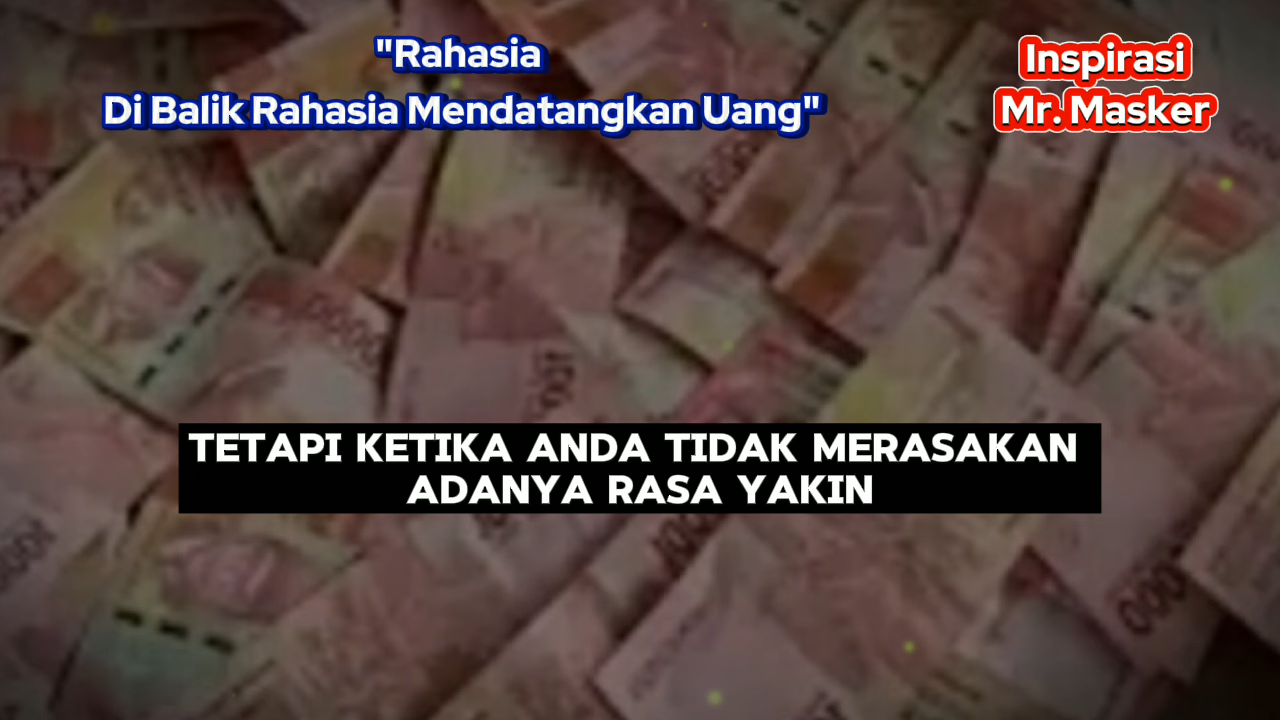 "Rahasia
Di Balik Rahasia Mendatangkan Uang"
Inspirasi
Mr. Masker
TETAPI KETIKA ANDA TIDAK MERASAKAN
ADANYA RASA YAKIN